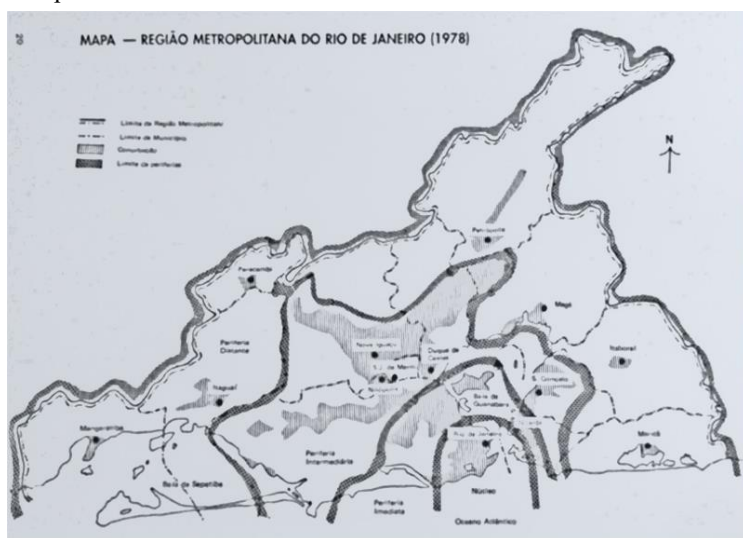 20
MAPA — REGIÃO METROPOLITANA DO RIO DE JANEIRO (1978)
Limite da Região Metropolitana
Limite de Município
Conurbação
Limite de periferias
N
Petrópolis
Paracambi
Magé
Periferia
Distante
Nova Iguaçu
Duque de
Caxias
Itaboraí
S.J. de Meriti
Nilópolis
S. Gonçalo
Itaguaí
Baía de
Guanabara
Mangaratiba
Rio de Janeiro
Maricá
Periferia
Intermediária
Baía de Sepetiba
Núcleo
Periferia
Imediata
Oceano Atlântico